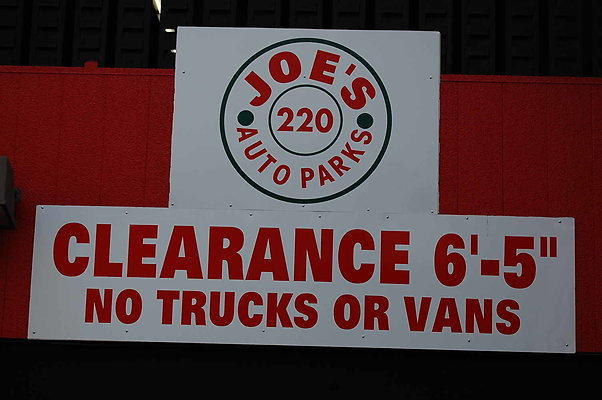 JOE'S
220
AUTO PARKS
CLEARANCE 6'-5"
NO TRUCKS OR VANS